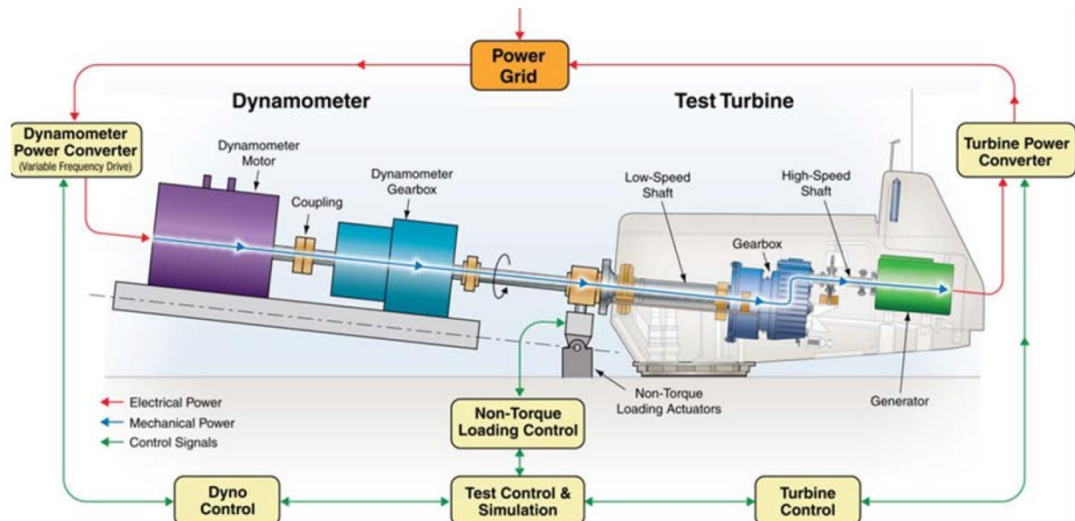 Power
Grid
Dynamometer
Test Turbine
Dynamometer
Power Converter
(Variable Frequency Drive)
Dynamometer
Motor
Coupling
Dynamometer
Gearbox
Low-Speed
Shaft
High-Speed
Shaft
Gearbox
Turbine Power
Converter
Electrical Power
Mechanical Power
Control Signals
Non-Torque
Loading Actuators
Generator
Non-Torque
Loading Control
Dyno
Control
Test Control &
Simulation
Turbine
Control